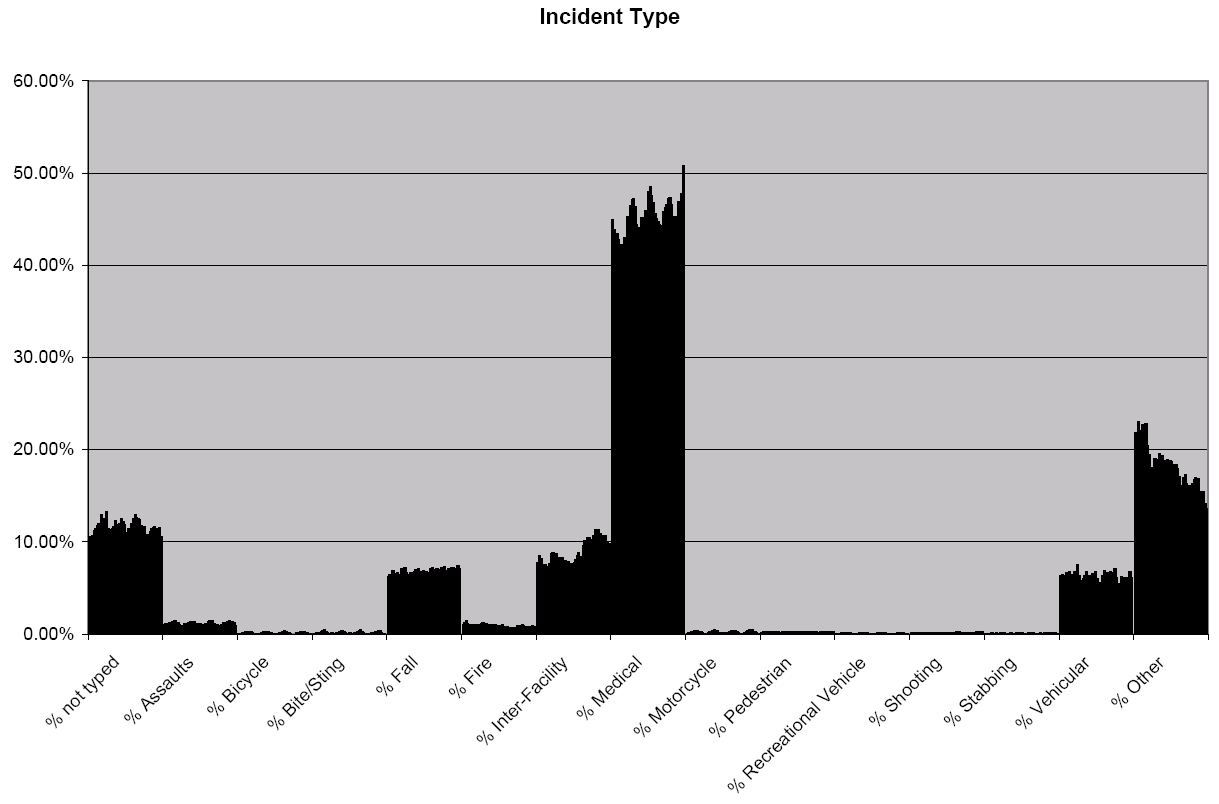 Incident Type
60.00%
50.00%
40.00%
30.00%
20.00%
10.00%
0.00%
% not typed
% Assaults
% Bicycle
% Bite/Sting
% Fall
% Fire
% Inter-Facility
% Medical
% Motorcycle
% Pedestrian
% Recreational Vehicle
% Shooting
% Stabbing
% Vehicular
% Other